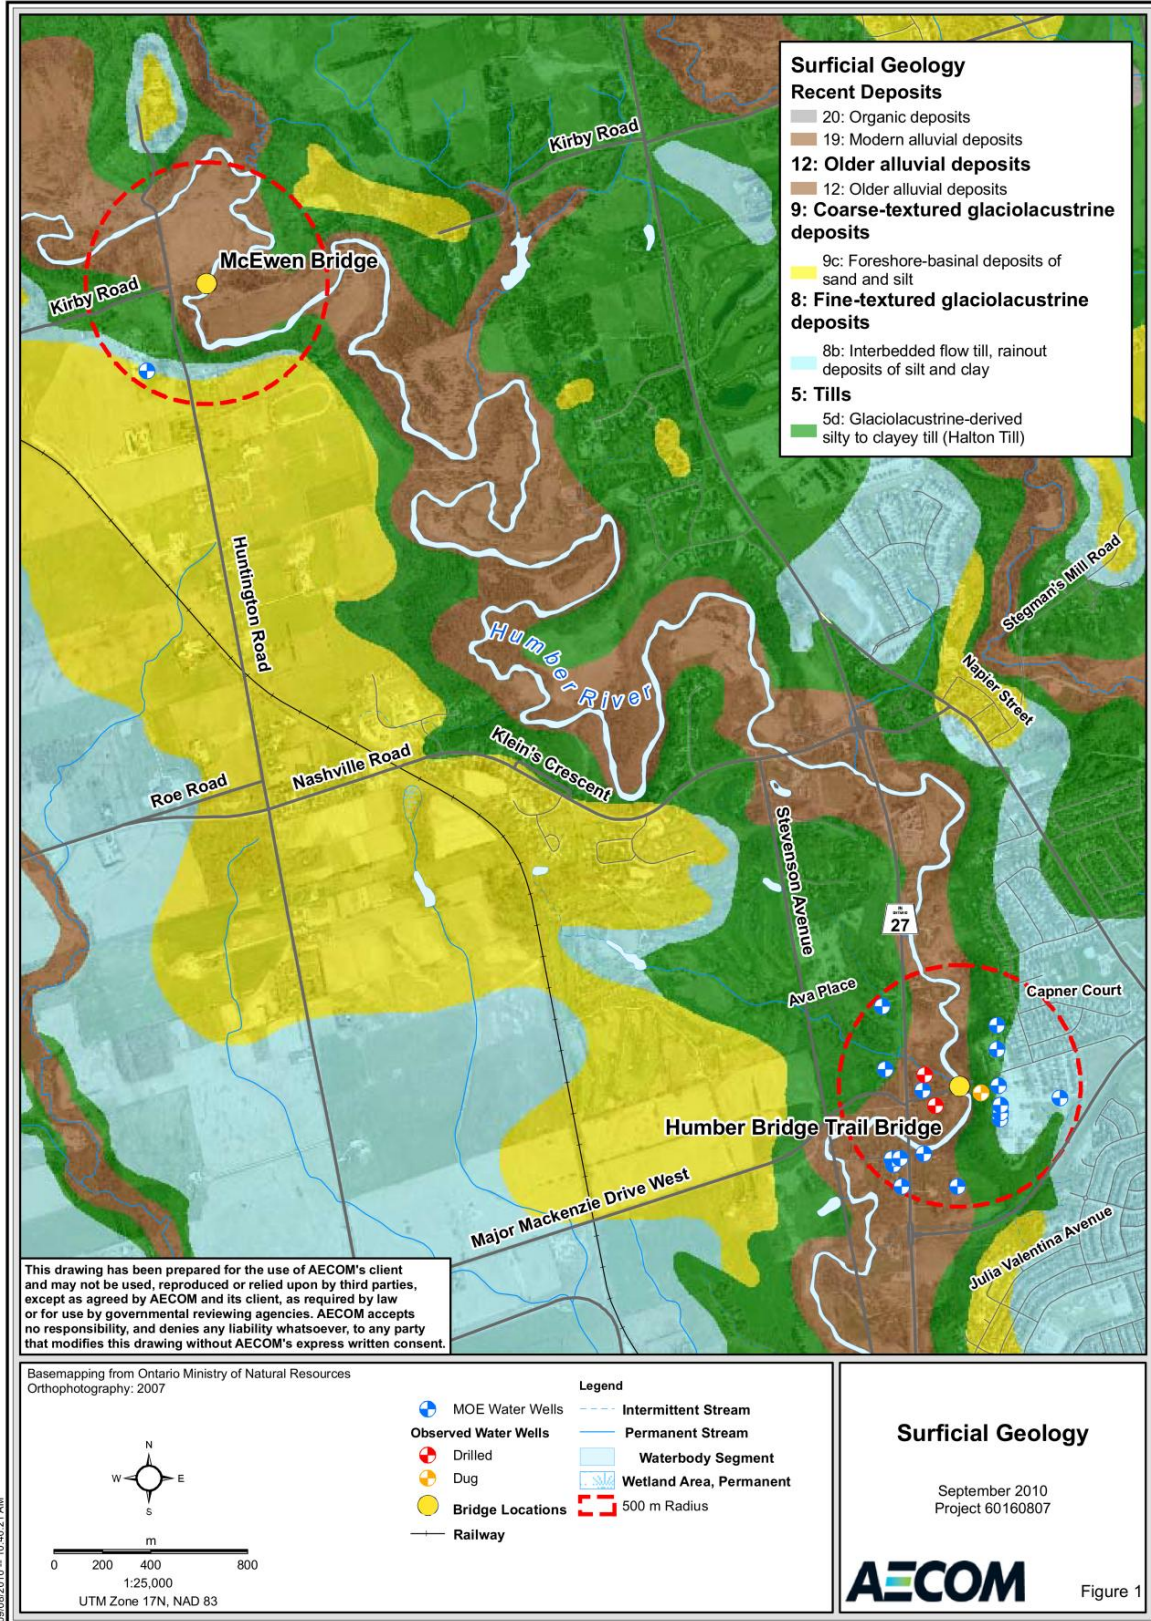 Surficial Geology
Recent Deposits
20: Organic deposits
19: Modern alluvial deposits
12: Older alluvial deposits
12: Older alluvial deposits
9: Coarse-textured glaciolacustrine
deposits
9c: Foreshore-basinal deposits of
sand and silt
8: Fine-textured glaciolacustrine
deposits
8b: Interbedded flow till, rainout
deposits of silt and clay
5: Tills
5d: Glaciolacustrine-derived
silty to clayey till (Halton Till)
Kirby Road
McEwen Bridge
Kirby Road
Huntington Road
Stegman's Mill Road
Humber River
Napier Street
Klein's Crescent
Nashville Road
Roe Road
Stevenson Avenue
27
Ava Place
Capner Court
Humber Bridge Trail Bridge
Major Mackenzie Drive West
Julia Valentina Avenue
This drawing has been prepared for the use of AECOM's client
and may not be used, reproduced or relied upon by third parties,
except as agreed by AECOM and its client, as required by law
or for use by governmental reviewing agencies. AECOM accepts
no responsibility, and denies any liability whatsoever, to any party
that modifies this drawing without AECOM's express written consent.
Basemapping from Ontario Ministry of Natural Resources
Orthophotography: 2007
N
W E
S
m
0 200 400 800
1:25,000
UTM Zone 17N, NAD 83
MOE Water Wells
Observed Water Wells
Drilled
Dug
Bridge Locations
Railway
Legend
Intermittent Stream
Permanent Stream
Waterbody Segment
Wetland Area, Permanent
500 m Radius
Surficial Geology
September 2010
Project 60160807
AECOM
Figure 1